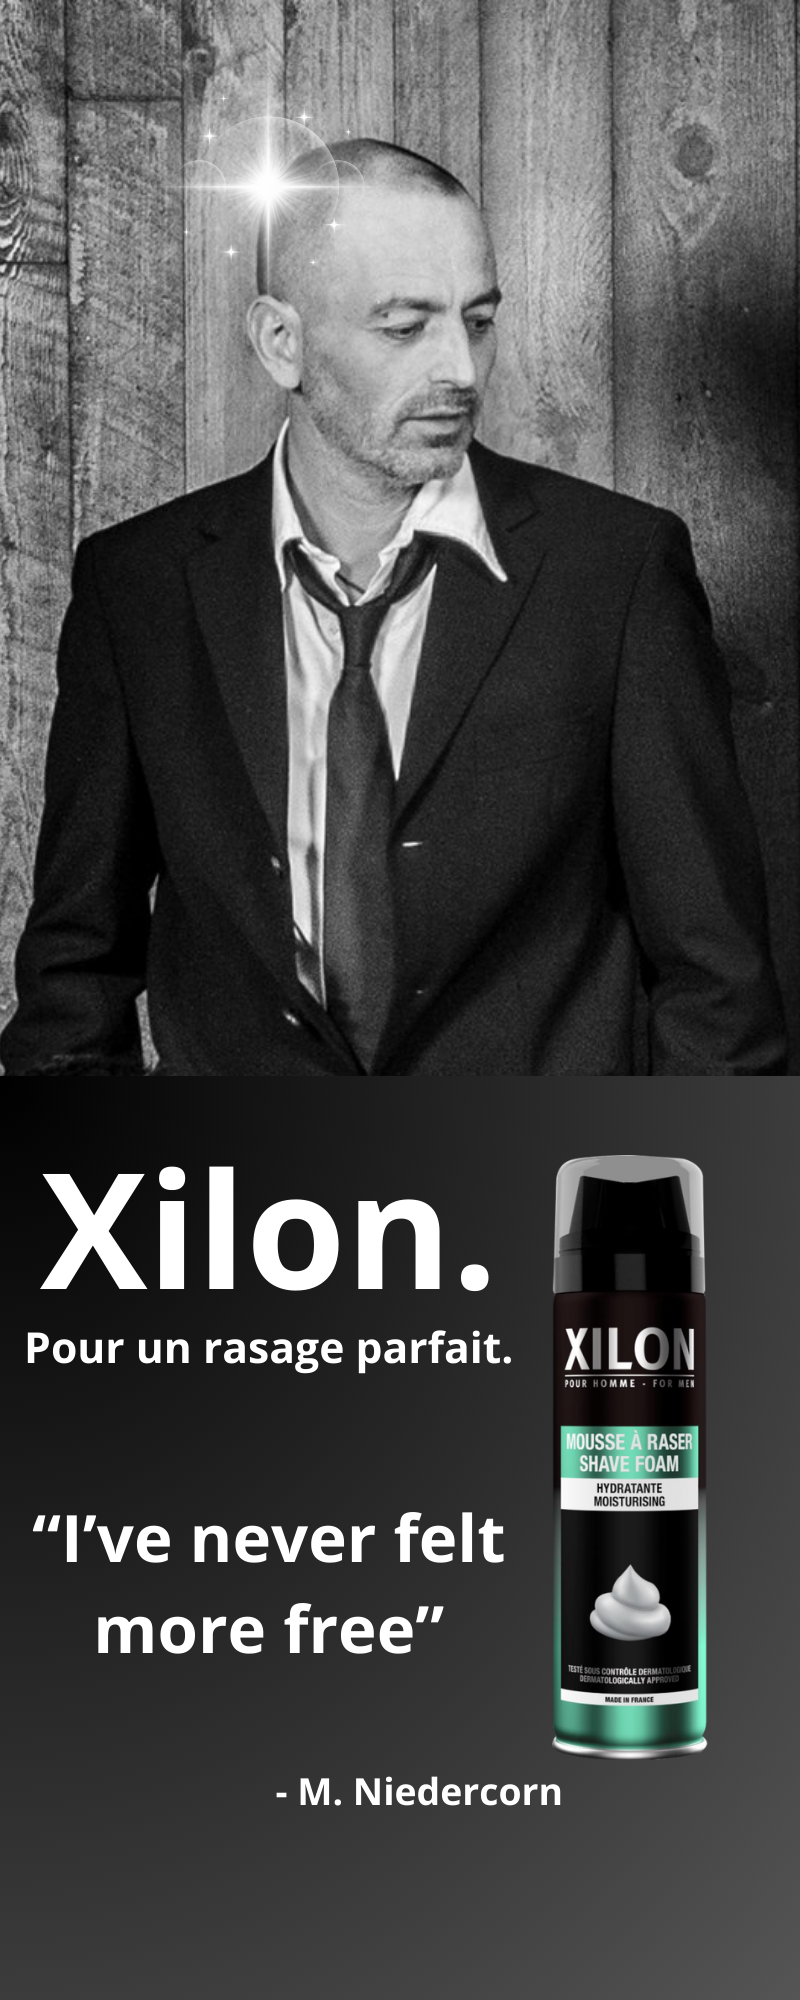 Xilon.
Pour un rasage parfait.
“I’ve never felt
more free”
- M. Niedercorn
XILON
POUR HOMME - FOR MEN
MOUSSE À RASER
SHAVE FOAM
HYDRATANTE
MOISTURISING
TESTÉ SOUS CONTRÔLE DERMATOLOGIQUE
DERMATOLOGICALLY APPROVED
MADE IN FRANCE